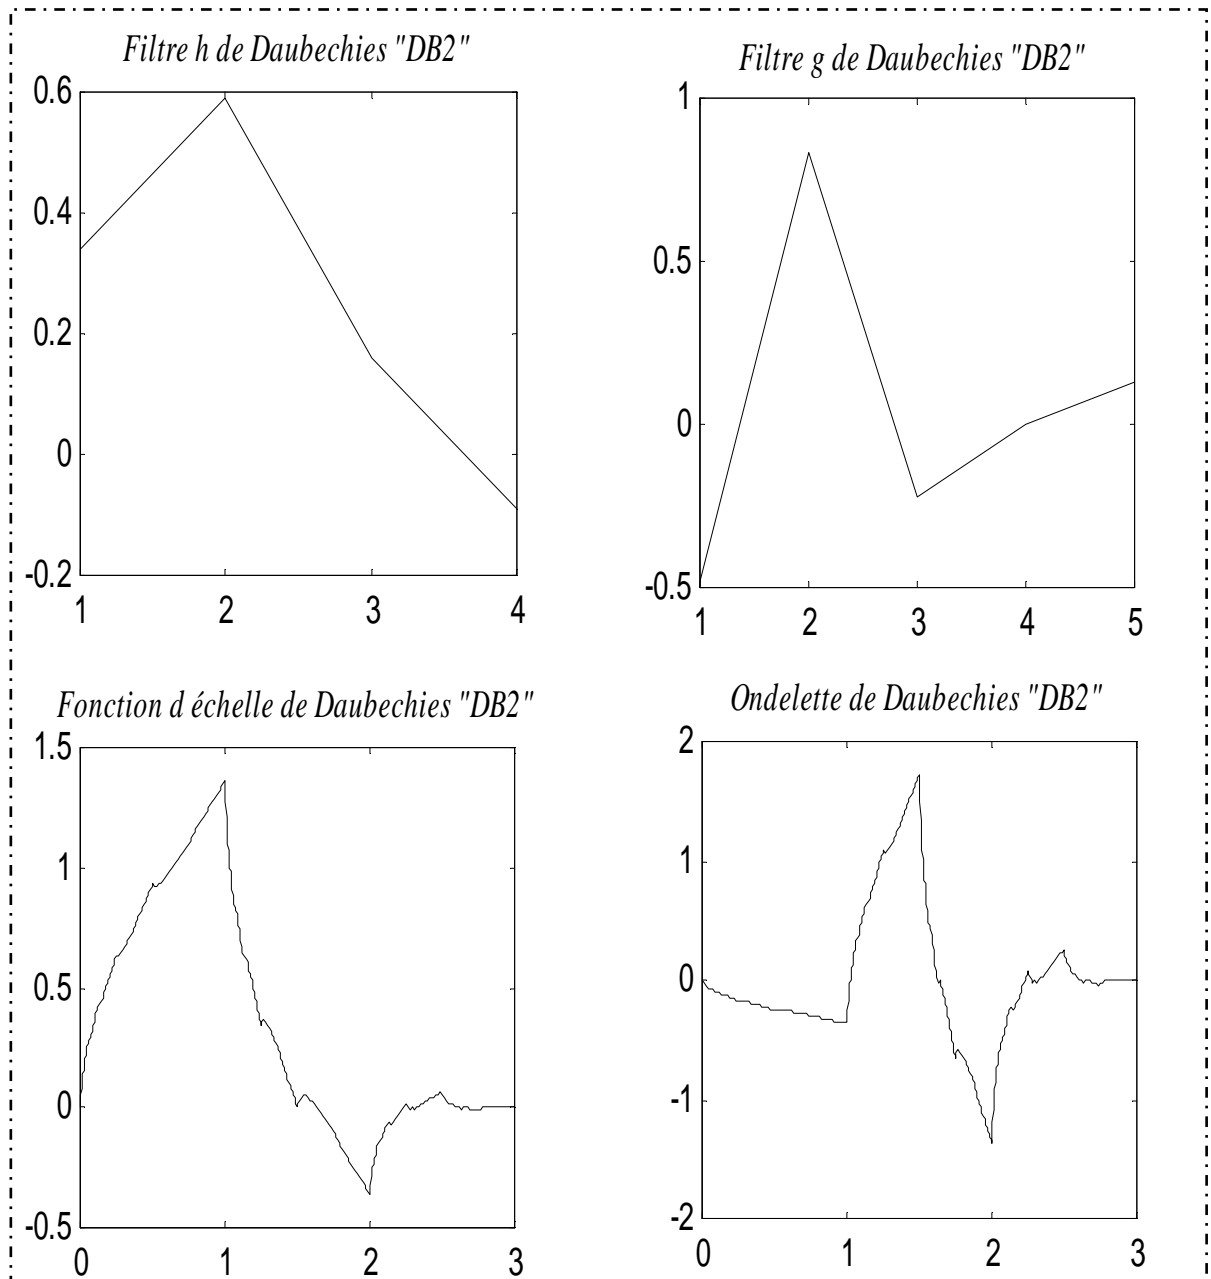 Filtre h de Daubechies "DB2"
0.6
0.4
0.2
0
-0.2
1 2 3 4
Filtre g de Daubechies "DB2"
1
0.5
0
-0.5
1 2 3 4 5
Fonction d échelle de Daubechies "DB2"
1.5
1
0.5
0
-0.5
0 1 2 3
Ondelette de Daubechies "DB2"
2
1
0
-1
-2
0 1 2 3